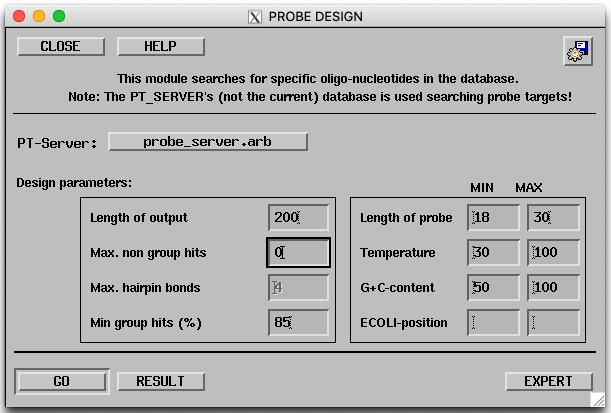 PROBE DESIGN
CLOSE HELP
This module searches for specific oligo-nucleotides in the database.
Note: The PT_SERVER's (not the current) database is used searching probe targets!
PT-Server: probe_server.arb
Design parameters:
MIN MAX
Length of output 200 Length of probe 18 30
Max. non group hits 0 Temperature 30 100
Max. hairpin bonds 4 G+C-content 50 100
Min group hits (%) 85 ECOLI-position
GO RESULT EXPERT